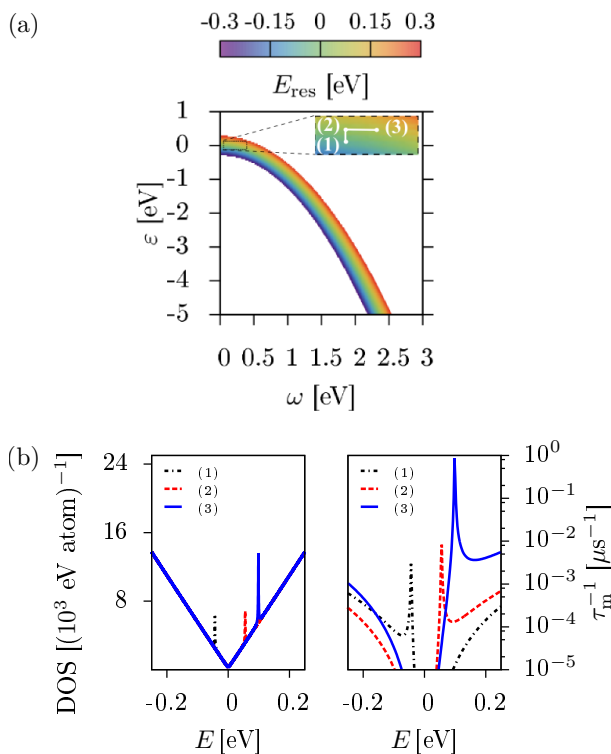 (a)
-0.3 -0.15 0 0.15 0.3
E_res [eV]
1
0
-1
-2
-3
-4
-5
ε [eV]
(2)
(3)
(1)
0 0.5 1 1.5 2 2.5 3
ω [eV]
(b)
24
16
8
DOS [(10³ eV atom)⁻¹]
(1)
(2)
(3)
-0.2 0 0.2
E [eV]
(1)
(2)
(3)
10⁰
10⁻¹
10⁻²
10⁻³
10⁻⁴
10⁻⁵
τ_m⁻¹ [μs⁻¹]
-0.2 0 0.2
E [eV]